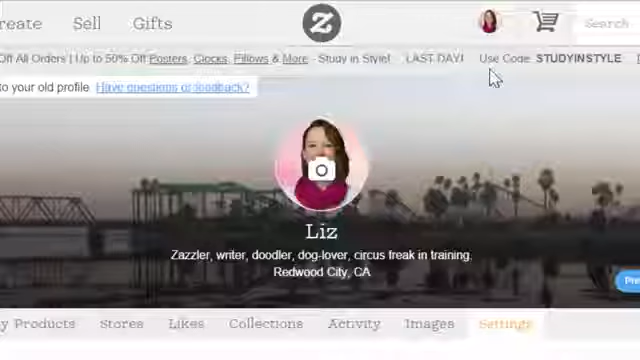 reate Sell Gifts Z Search
Off All Orders | Up to 50% Off Posters, Clocks, Pillows & More - Study in Style! LAST DAY! Use Code: STUDYINSTYLE
to your old profile. Have questions or feedback?
Liz
Zazzler, writer, doodler, dog-lover, circus freak in training.
Redwood City, CA
Pre
y Products Stores Likes Collections Activity Images Settings